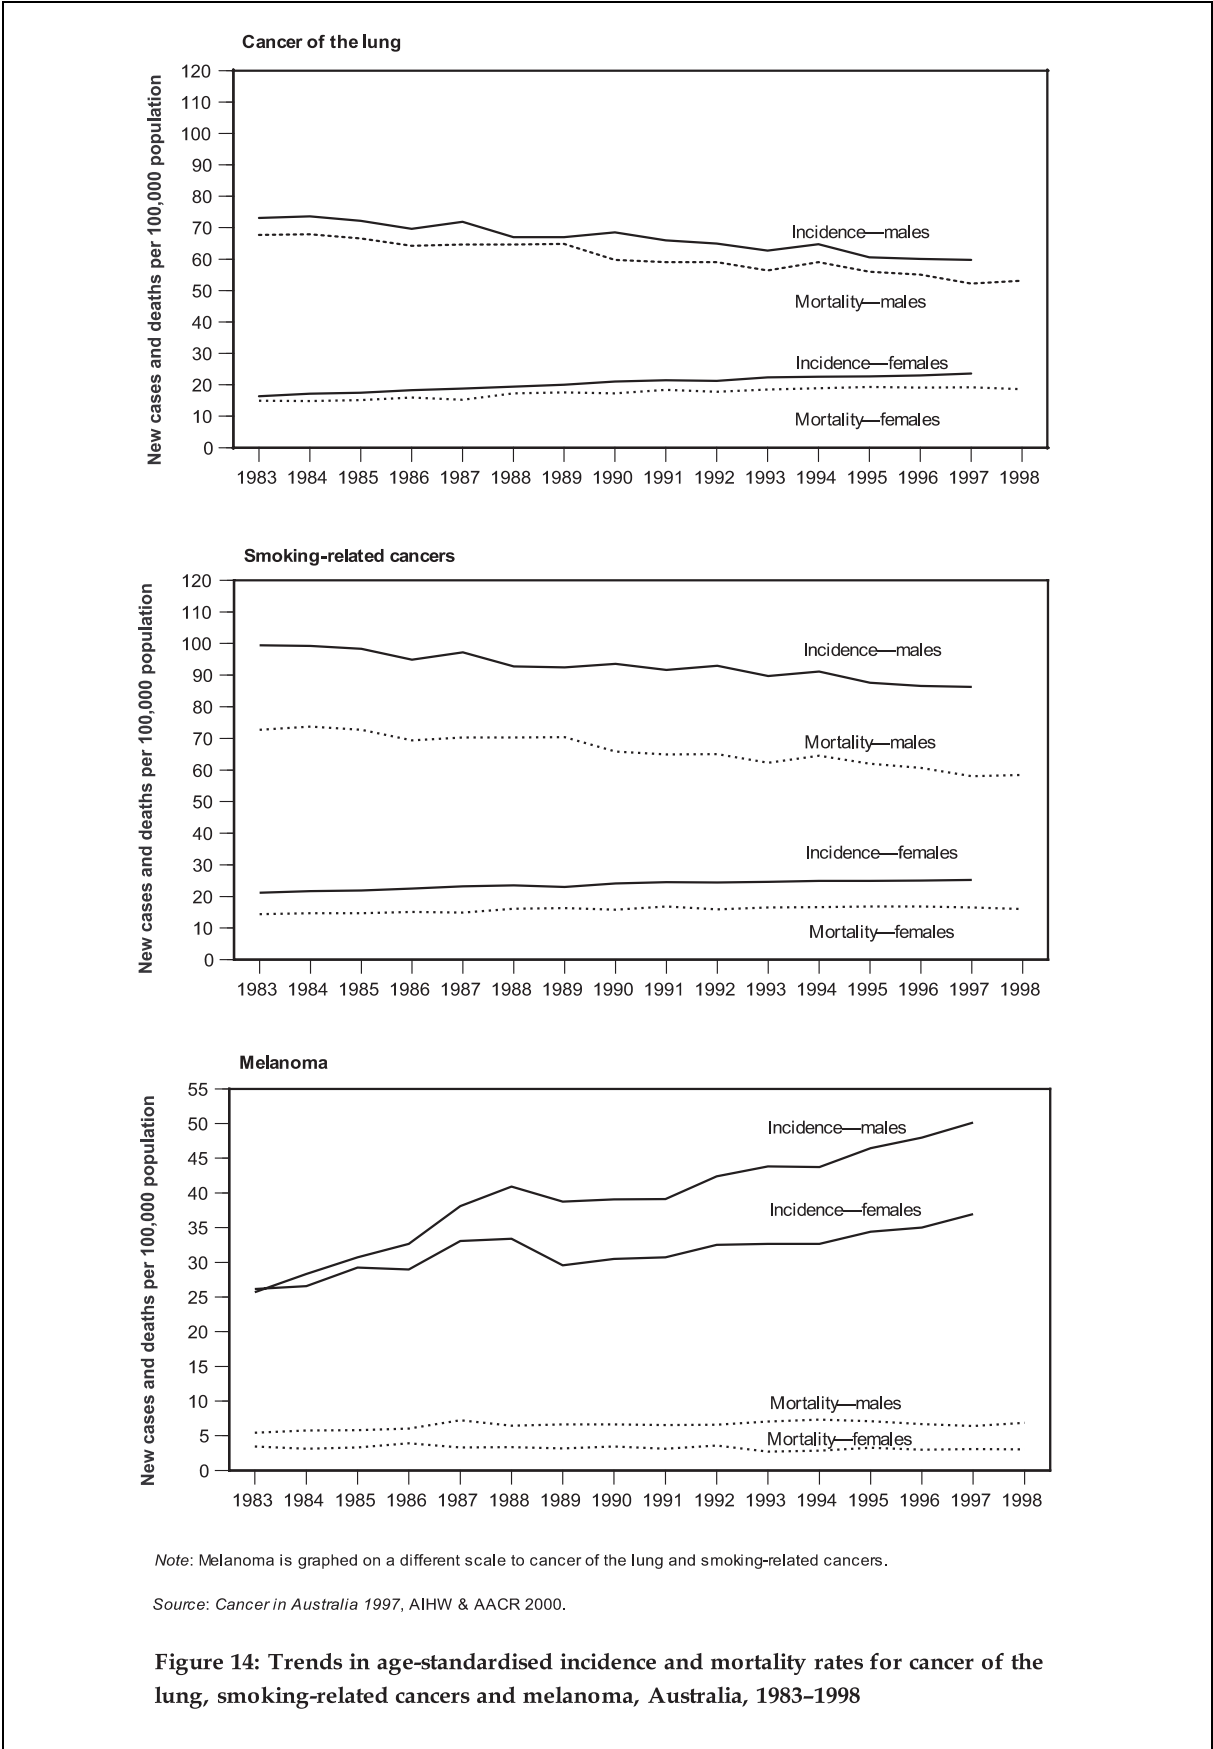 Cancer of the lung
New cases and deaths per 100,000 population
120
110
100
90
80
70
60
50
40
30
20
10
0
Incidence—males
Mortality—males
Incidence—females
Mortality—females
1983 1984 1985 1986 1987 1988 1989 1990 1991 1992 1993 1994 1995 1996 1997 1998
Smoking-related cancers
New cases and deaths per 100,000 population
120
110
100
90
80
70
60
50
40
30
20
10
0
Incidence—males
Mortality—males
Incidence—females
Mortality—females
1983 1984 1985 1986 1987 1988 1989 1990 1991 1992 1993 1994 1995 1996 1997 1998
Melanoma
New cases and deaths per 100,000 population
55
50
45
40
35
30
25
20
15
10
5
0
Incidence—males
Incidence—females
Mortality—males
Mortality—females
1983 1984 1985 1986 1987 1988 1989 1990 1991 1992 1993 1994 1995 1996 1997 1998
Note: Melanoma is graphed on a different scale to cancer of the lung and smoking-related cancers.
Source: Cancer in Australia 1997, AIHW & AACR 2000.
Figure 14: Trends in age-standardised incidence and mortality rates for cancer of the
lung, smoking-related cancers and melanoma, Australia, 1983–1998